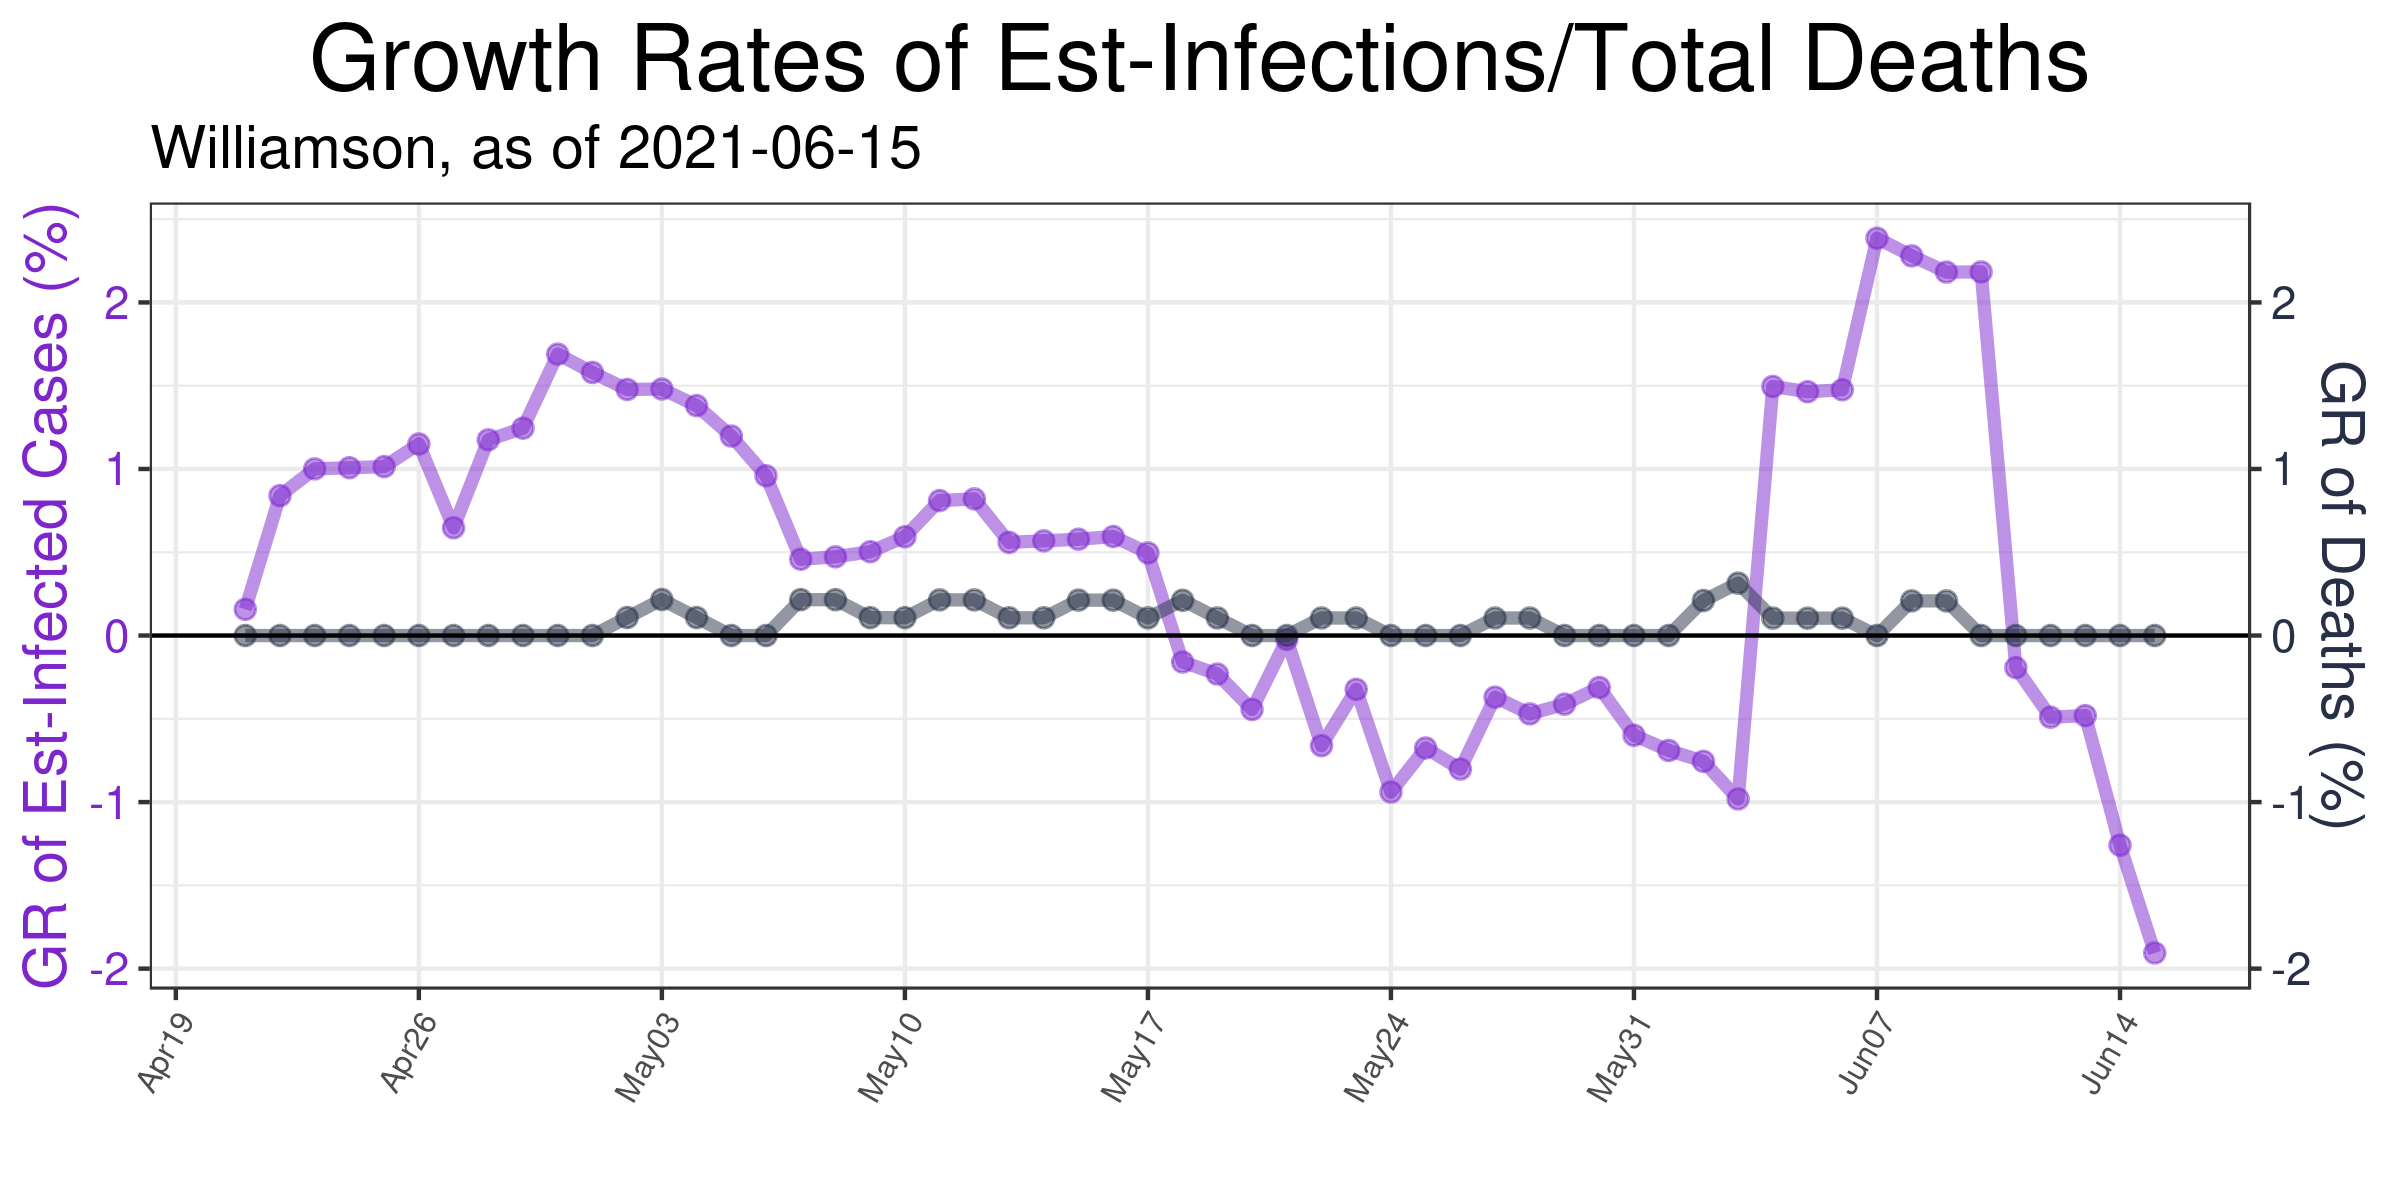 Growth Rates of Est-Infections/Total Deaths
Williamson, as of 2021-06-15
GR of Est-Infected Cases (%)
2
1
0
-1
-2
2
1
0
-1
-2
GR of Deaths (%)
Apr19
Apr26
May03
May10
May17
May24
May31
Jun07
Jun14